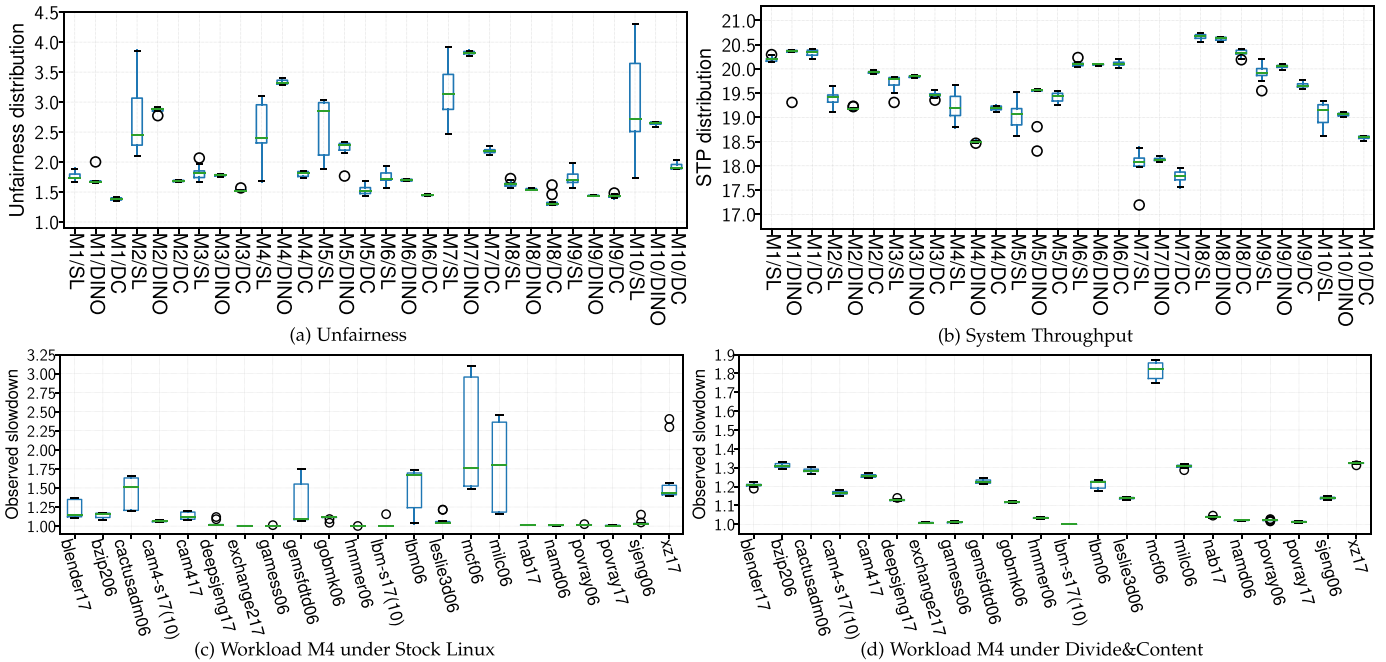 Unfairness distribution
4.5
4.0
3.5
3.0
2.5
2.0
1.5
1.0
M1/SL
M1/DINO
M1/DC
M2/SL
M2/DINO
M2/DC
M3/SL
M3/DINO
M3/DC
M4/SL
M4/DINO
M4/DC
M5/SL
M5/DINO
M5/DC
M6/SL
M6/DINO
M6/DC
M7/SL
M7/DINO
M7/DC
M8/SL
M8/DINO
M8/DC
M9/SL
M9/DINO
M9/DC
M10/SL
M10/DINO
M10/DC
(a) Unfairness
STP distribution
21.0
20.5
20.0
19.5
19.0
18.5
18.0
17.5
17.0
M1/SL
M1/DINO
M1/DC
M2/SL
M2/DINO
M2/DC
M3/SL
M3/DINO
M3/DC
M4/SL
M4/DINO
M4/DC
M5/SL
M5/DINO
M5/DC
M6/SL
M6/DINO
M6/DC
M7/SL
M7/DINO
M7/DC
M8/SL
M8/DINO
M8/DC
M9/SL
M9/DINO
M9/DC
M10/SL
M10/DINO
M10/DC
(b) System Throughput
Observed slowdown
3.25
3.00
2.75
2.50
2.25
2.00
1.75
1.50
1.25
1.00
blender17
bzip206
cactusadm06
cam4-s17(10)
cam417
deepsjeng17
exchange217
gamess06
gemsfdtd06
gobmk06
hmmer06
lbm-s17(10)
lbm06
leslie3d06
mcf06
milc06
nab17
namd06
povray06
povray17
sjeng06
xz17
(c) Workload M4 under Stock Linux
Observed slowdown
1.9
1.8
1.7
1.6
1.5
1.4
1.3
1.2
1.1
1.0
blender17
bzip206
cactusadm06
cam4-s17(10)
cam417
deepsjeng17
exchange217
gamess06
gemsfdtd06
gobmk06
hmmer06
lbm-s17(10)
lbm06
leslie3d06
mcf06
milc06
nab17
namd06
povray06
povray17
sjeng06
xz17
(d) Workload M4 under Divide&Content